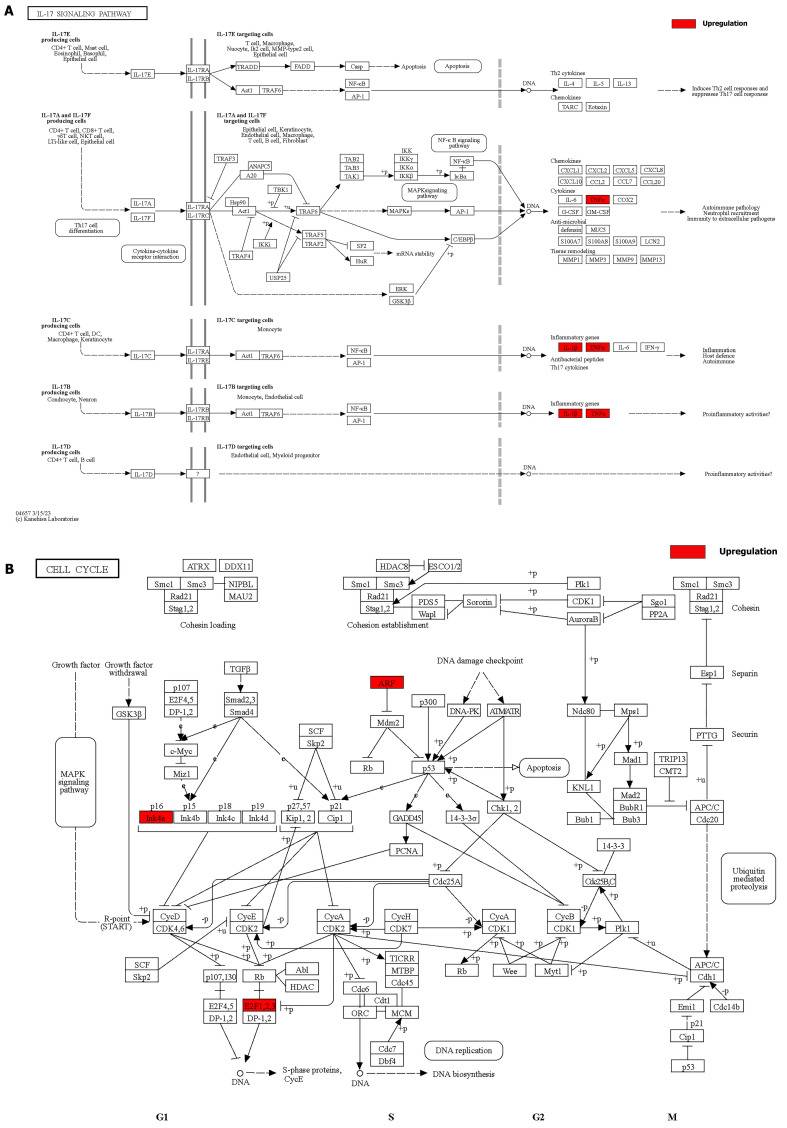 A
IL-17 SIGNALING PATHWAY
Upregulation
IL-17E
producing cells
CD4+ T cell, Mast cell,
Eosinophil, Basophil,
Epithelial cell
IL-17E
IL-17RA
IL-17RB
IL-17E targeting cells
T cell, Macrophage,
Nuocyte, Ih2 cell, MMP-type2 cell,
Epithelial cell
TRADD
FADD
Casp
Apoptosis
Apoptosis
Act1
TRAF6
NF-κB
AP-1
DNA
Th2 cytokines
IL-4
IL-5
IL-13
Chemokines
TARC
Eotaxin
Induces Th2 cell responses and
suppresses Th17 cell responses
IL-17A and IL-17F
producing cells
CD4+ T cell, CD8+ T cell,
γδT cell, NKT cell,
LTi-like cell, Epithelial cell
IL-17A
IL-17F
IL-17RA
IL-17RC
Th17 cell
differentiation
Cytokine-cytokine
receptor interaction
IL-17A and IL-17F
targeting cells
Epithelial cell, Keratinocyte,
Endothelial cell, Macrophage,
T cell, B cell, Fibroblast
TRAF3
ANAPC5
A20
TBK1
Hsp90
Act1
+p
+u
TRAF6
TRAF4
IKKi
USP25
TRAF5
TRAF2
SF2
HuR
mRNA stability
TAB2
TAB3
TAK1
+p
IKK
IKKγ
IKKα
IKKβ
+p
NF-κB
IκBα
NF-κ B signaling
pathway
MAPKsignaling
pathway
MAPKs
AP-1
C/EBPβ
+p
ERK
GSK3β
DNA
Chemokines
CXCL1
CXCL2
CXCL5
CXCL8
CXCL10
CCL2
CCL7
CCL20
Cytokines
IL-6
TNFα
COX2
G-CSF
GM-CSF
Anti-microbial
defensin
MUC5
S100A7
S100A8
S100A9
LCN2
Tissue remodeling
MMP1
MMP3
MMP9
MMP13
Autoimmune pathology
Neutrophil recruitment
Immunity to extracellular pathogens
IL-17C
producing cells
CD4+ T cell, DC,
Macrophage, Keratinocyte
IL-17C
IL-17RA
IL-17RE
IL-17C targeting cells
Monocyte
Act1
TRAF6
NF-κB
AP-1
DNA
Inflammatory genes
IL-1β
TNFα
IL-6
IFN-γ
Antibacterial peptides
Th17 cytokines
Inflammation
Host defence
Autoimmune
IL-17B
producing cells
Condrocyte, Neuron
IL-17B
IL-17RB
IL-17RB
IL-17B targeting cells
Monocyte, Endothelial cell
Act1
TRAF6
NF-κB
AP-1
DNA
Inflammatory genes
IL-1β
TNFα
Proinflammatory activities?
IL-17D
producing cells
CD4+ T cell, B cell
IL-17D
?
IL-17D targeting cells
Endothelial cell, Myeloid progenitor
DNA
Proinflammatory activities?
04657 3/15/23
(c) Kanehisa Laboratories
B
CELL CYCLE
Upregulation
Smc1
Smc3
Rad21
Stag1,2
ATRX
DDX11
NIPBL
MAU2
Cohesin loading
HDAC8
ESCO1/2
Smc1
Smc3
Rad21
Stag1,2
+p
PDS5
Wapl
Sororin
Plk1
CDK1
AuroraB
+p
+p
Sgo1
PP2A
Cohesion establishment
Smc1
Smc3
Rad21
Stag1,2
Cohesin
Esp1
Separin
PTTG
Securin
Growth factor
Growth factor
withdrawal
GSK3β
MAPK
signaling
pathway
p107
E2F4,5
DP-1,2
c-Myc
Miz1
TGFβ
Smad2,3
Smad4
SCF
Skp2
+u
+u
ARF
Mdm2
Rb
p300
p53
DNA damage checkpoint
DNA-PK
ATM/ATR
+p
+p
+p
Apoptosis
Ndc80
+p
Mps1
+p
+p
KNL1
Mad1
Mad2
BubR1
Bub3
Bub1
TRIP13
CMT2
+u
APC/C
Cdc20
p16
Ink4a
p15
Ink4b
p18
Ink4c
p19
Ink4d
p27,57
Kip1, 2
p21
Cip1
GADD45
14-3-3σ
Chk1, 2
PCNA
Cdc25A
+p
+p
14-3-3
Cdc25B,C
Ubiquitin
mediated
proteolysis
R-point
(START)
+p
CycD
CDK4,6
-p
CycE
CDK2
-p
CycA
CDK2
-p
CycH
CDK7
+p
CycA
CDK1
-p
CycB
CDK1
-p
+p
Plk1
+p
+u
SCF
Skp2
+u
+p
p107,130
E2F4,5
DP-1,2
Rb
Abl
HDAC
E2F1,2,3
DP-1,2
+p
DNA
S-phase proteins,
CycE
+p
Cdc6
ORC
Cdt1
TICRR
MTBP
Cdc45
MCM
+p
Cdc7
Dbf4
DNA
DNA biosynthesis
DNA replication
Rb
Wee
Myt1
+p
APC/C
Cdh1
-p
Emi1
Cdc14b
p21
Cip1
p53
G1
S
G2
M